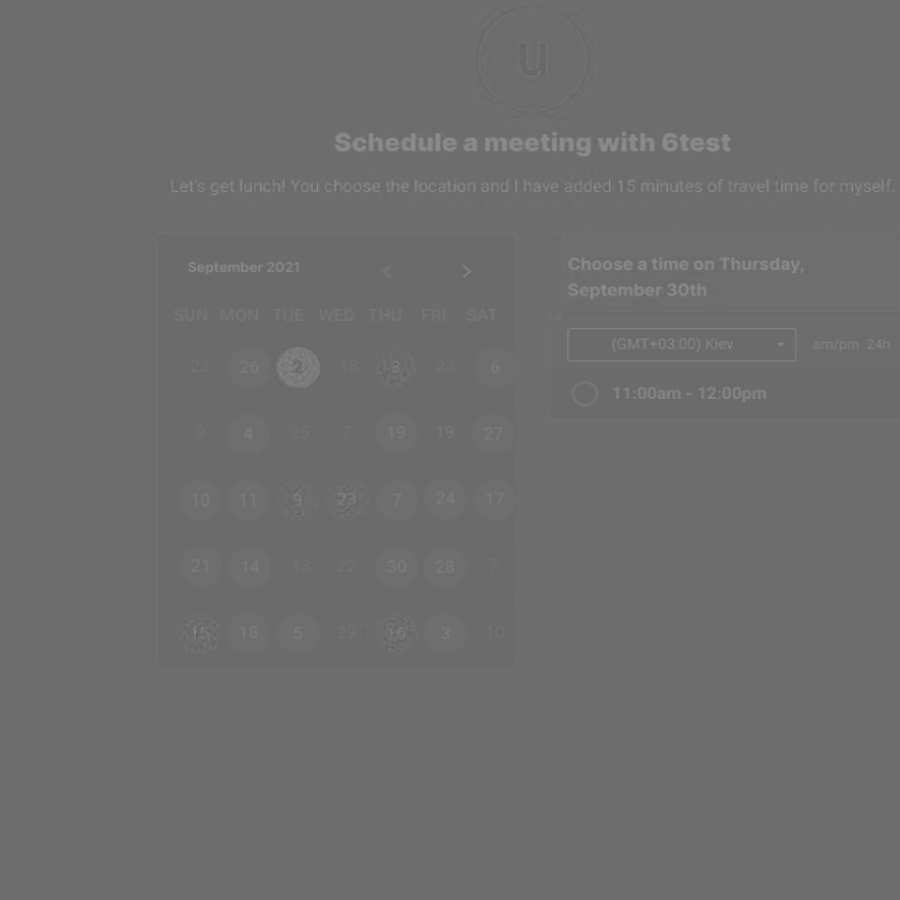 u
Schedule a meeting with 6test
Let's get lunch! You choose the location and I have added 15 minutes of travel time for myself.
September 2021
SUN MON TUE WED THU FRI SAT
23 26 2 18 8 23 6
9 4 25 7 19 19 27
10 11 9 23 7 24 17
21 14 13 22 30 28 7
15 18 5 29 16 3 10
Choose a time on Thursday,
September 30th
(GMT+03:00) Kiev
am/pm 24h
11:00am - 12:00pm